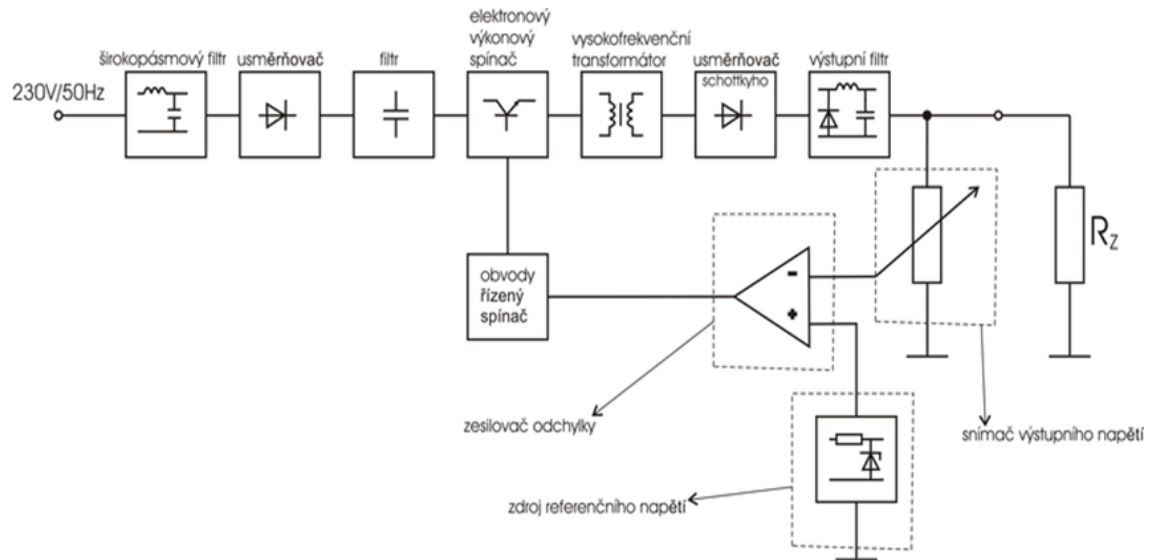 elektronový
výkonový
spínač
širokopásmový filtr
usměrňovač
filtr
vysokofrekvenční
transformátor
usměrňovač
schottkyho
výstupní filtr
230V/50Hz
obvody
řízený
spínač
-
+
Rz
zesilovač odchylky
snímač výstupního napětí
zdroj referenčního napětí